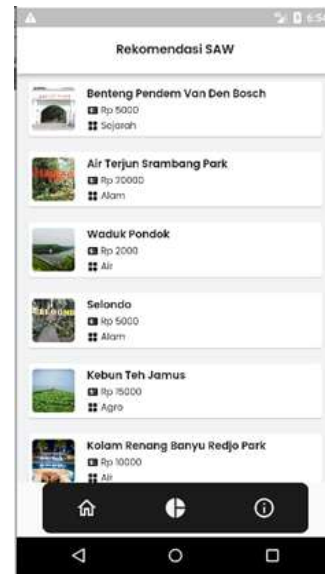 6:54
Rekomendasi SAW
Benteng Pendem Van Den Bosch
Rp 5000
Sejarah
Air Terjun Srambang Park
Rp 20000
Alam
Waduk Pondok
Rp 2000
Air
Selondo
Rp 5000
Alam
Kebun Teh Jamus
Rp 15000
Agro
Kolam Renang Banyu Redjo Park
Rp 10000
Air